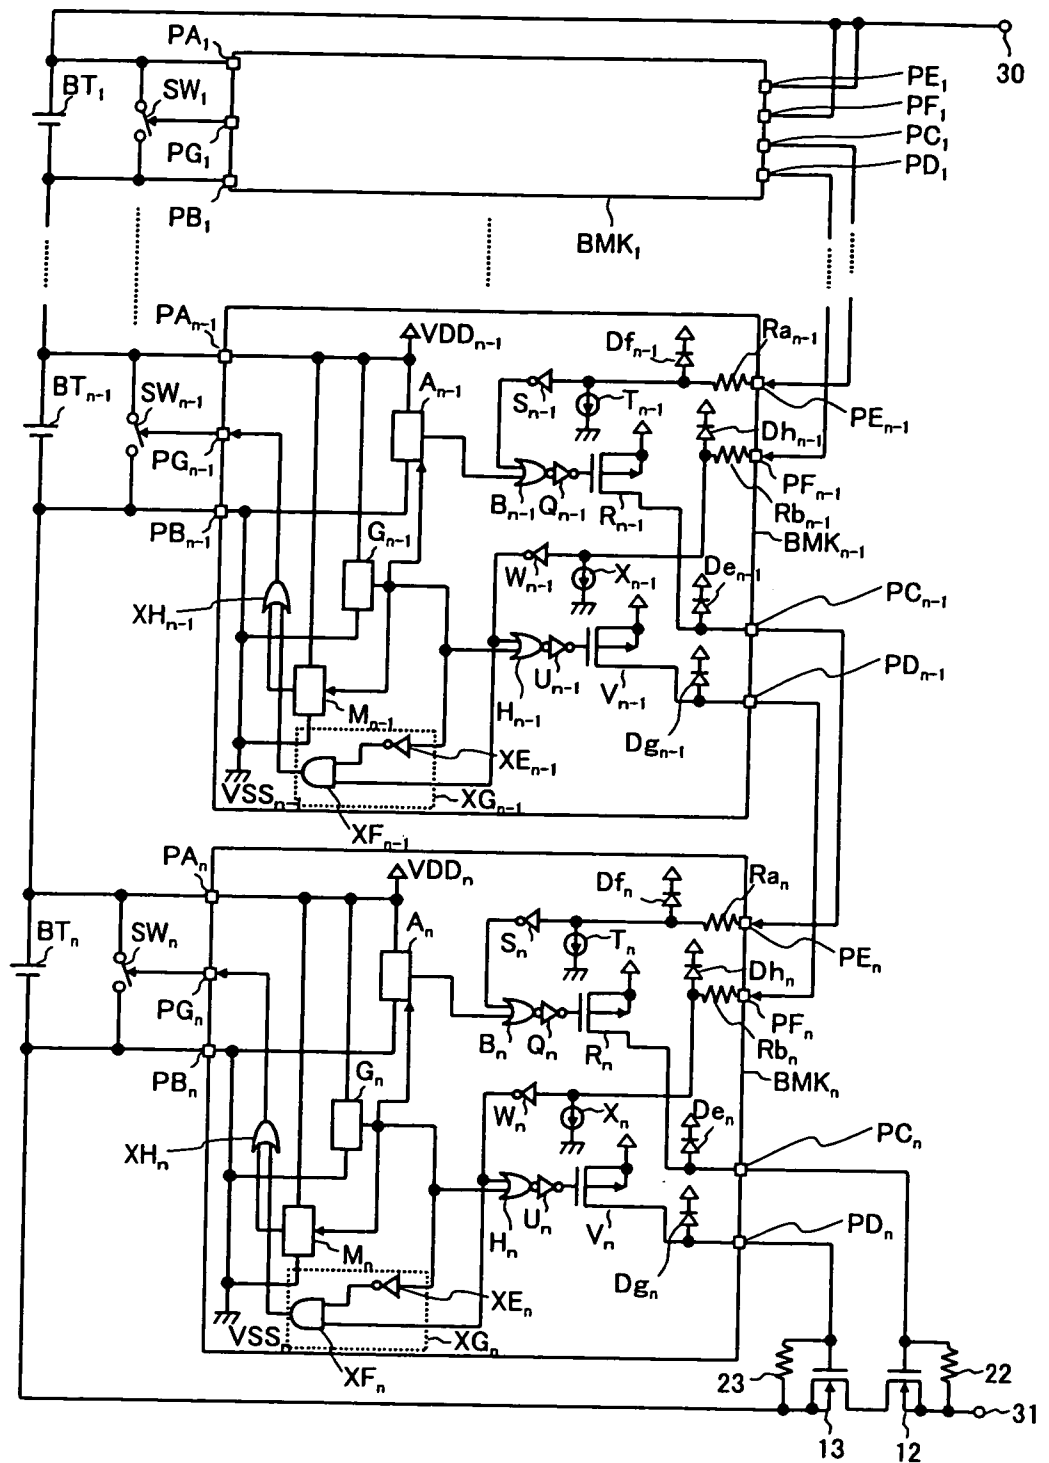 PA1
30
BT1
SW1
PE1
PF1
PG1
PC1
PD1
PB1
BMK1
PAn-1
VDDn-1
Dfn-1
Ran-1
BTn-1
SWn-1
An-1
Sn-1
Tn-1
PEn-1
Dhn-1
PGn-1
Bn-1
Qn-1
Rn-1
PFn-1
Rbn-1
PBn-1
Gn-1
BMKn-1
Wn-1
Xn-1
Den-1
PCn-1
XHn-1
Un-1
Vn-1
PDn-1
Hn-1
Mn-1
Dgn-1
XEn-1
VSSn-1
XGn-1
XFn-1
PAn
VDDn
Dfn
Ran
BTn
SWn
An
Sn
Tn
PEn
Dhn
PGn
Bn
Qn
Rn
PFn
Rbn
PBn
Gn
BMKn
Wn
Xn
Den
PCn
XHn
Un
Vn
PDn
Hn
Mn
Dgn
XEn
VSSn
XGn
XFn
23
22
31
13
12